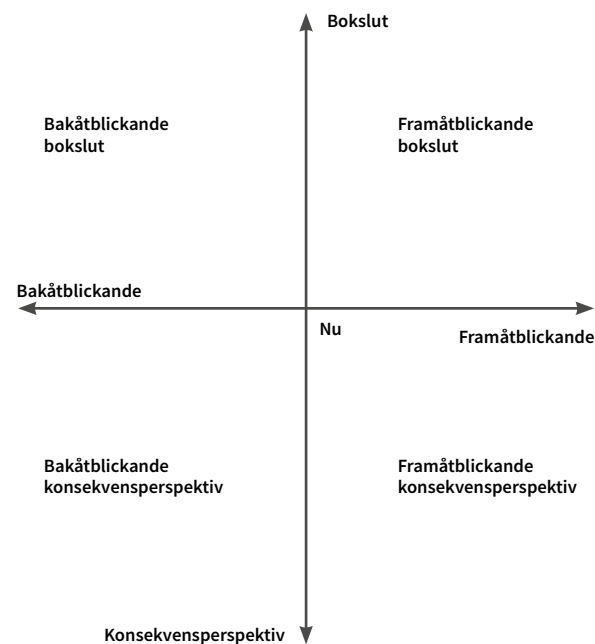 Bokslut
Bakåtblickande
bokslut
Framåtblickande
bokslut
Bakåtblickande
Nu
Framåtblickande
Bakåtblickande
konsekvensperspektiv
Framåtblickande
konsekvensperspektiv
Konsekvensperspektiv